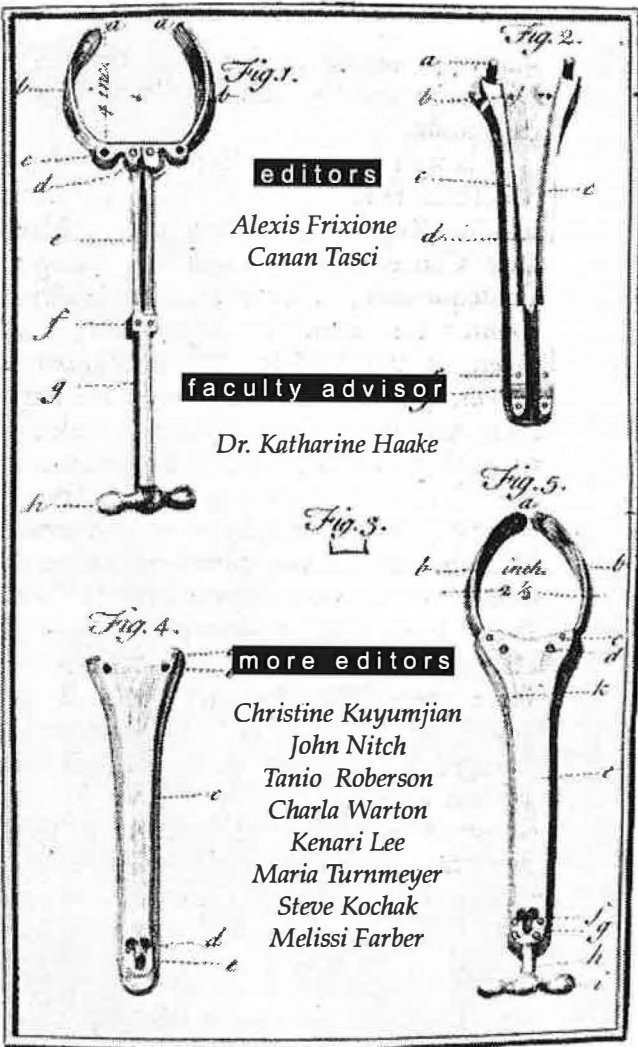 a a
Fig. 1.
b b
4 inch
c
d
e
f
g
h
Fig. 2.
a
b
c c
d
editors
Alexis Frixione
Canan Tasci
faculty advisor
Dr. Katharine Haake
Fig. 3.
Fig. 5.
a
b b
inch.
2 ½
c
d
k
e
f
g
h
i
Fig. 4.
c
d
e
more editors
Christine Kuyumjian
John Nitch
Tanio Roberson
Charla Warton
Kenari Lee
Maria Turnmeyer
Steve Kochak
Melissi Farber